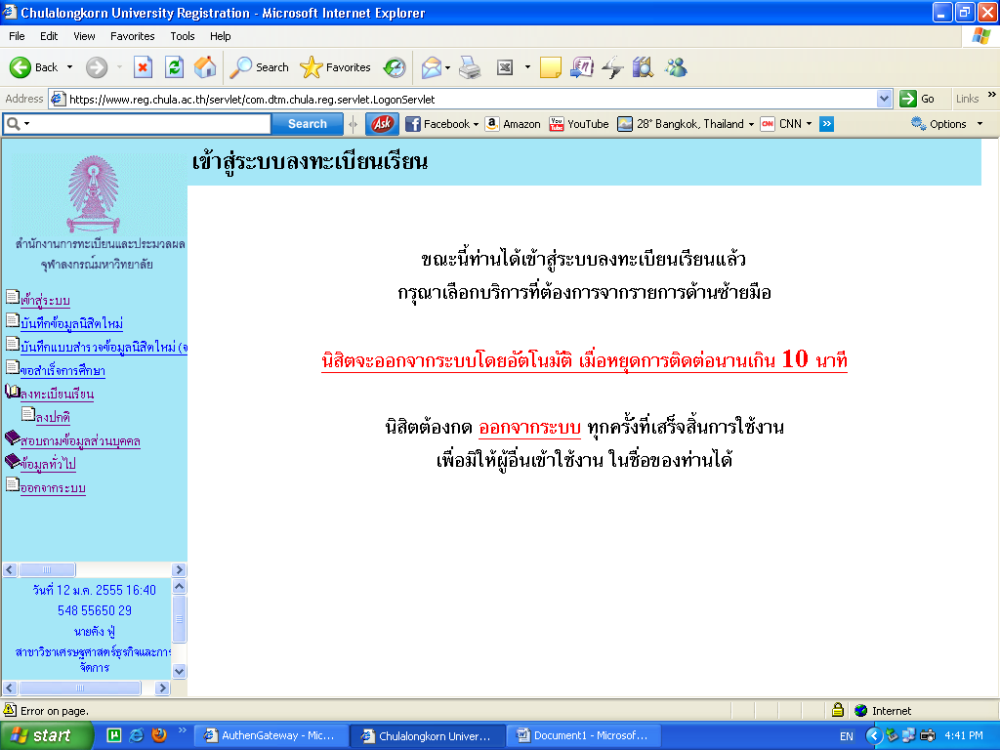 Chulalongkorn University Registration - Microsoft Internet Explorer
File Edit View Favorites Tools Help
Back Search Favorites
Address https://www.reg.chula.ac.th/servlet/com.dtm.chula.reg.servlet.LogonServlet Go Links »
Search Ask Facebook Amazon YouTube 28° Bangkok, Thailand CNN » Options
เข้าสู่ระบบลงทะเบียนเรียน
สำนักงานการทะเบียนและประมวลผล
จุฬาลงกรณ์มหาวิทยาลัย
เข้าสู่ระบบ
บันทึกข้อมูลนิสิตใหม่
บันทึกแบบสำรวจข้อมูลนิสิตใหม่ (จ
ขอสำเร็จการศึกษา
ลงทะเบียนเรียน
ลงปกติ
สอบถามข้อมูลส่วนบุคคล
ข้อมูลทั่วไป
ออกจากระบบ
วันที่ 12 ม.ค. 2555 16:40
548 55650 29
นายคัง ฟู่
สาขาวิชาเศรษฐศาสตร์ธุรกิจและการ
จัดการ
ขณะนี้ท่านได้เข้าสู่ระบบลงทะเบียนเรียนแล้ว
กรุณาเลือกบริการที่ต้องการจากรายการด้านซ้ายมือ
นิสิตจะออกจากระบบโดยอัตโนมัติ เมื่อหยุดการติดต่อนานเกิน 10 นาที
นิสิตต้องกด ออกจากระบบ ทุกครั้งที่เสร็จสิ้นการใช้งาน
เพื่อมิให้ผู้อื่นเข้าใช้งาน ในชื่อของท่านได้
Error on page. Internet
start » AuthenGateway - Mic... Chulalongkorn Univer... Document1 - Microsof... EN 4:41 PM